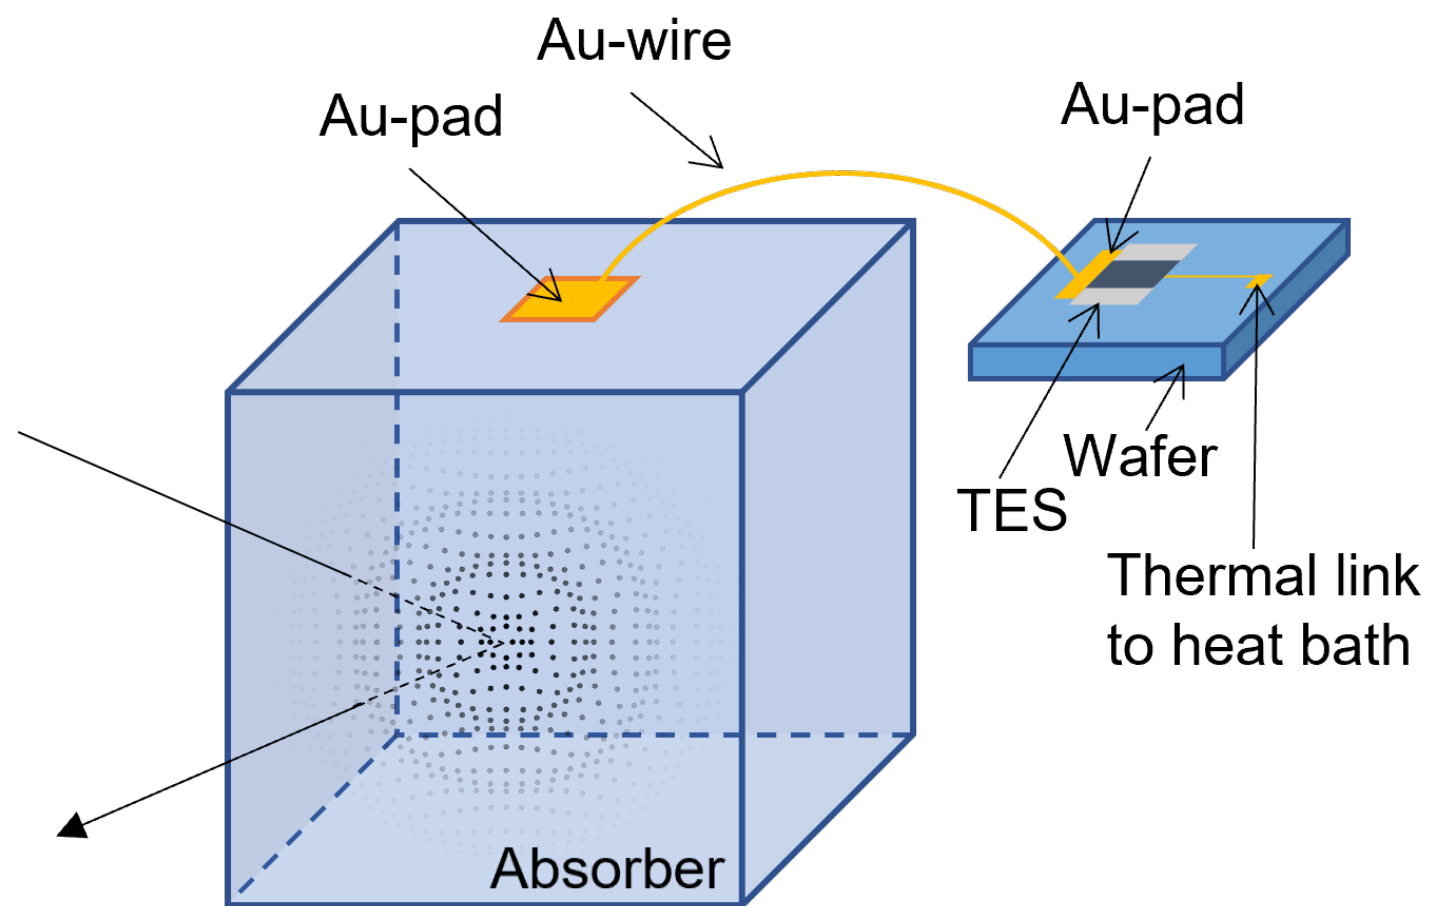 Au-wire
Au-pad
Au-pad
Wafer
TES
Thermal link
to heat bath
Absorber